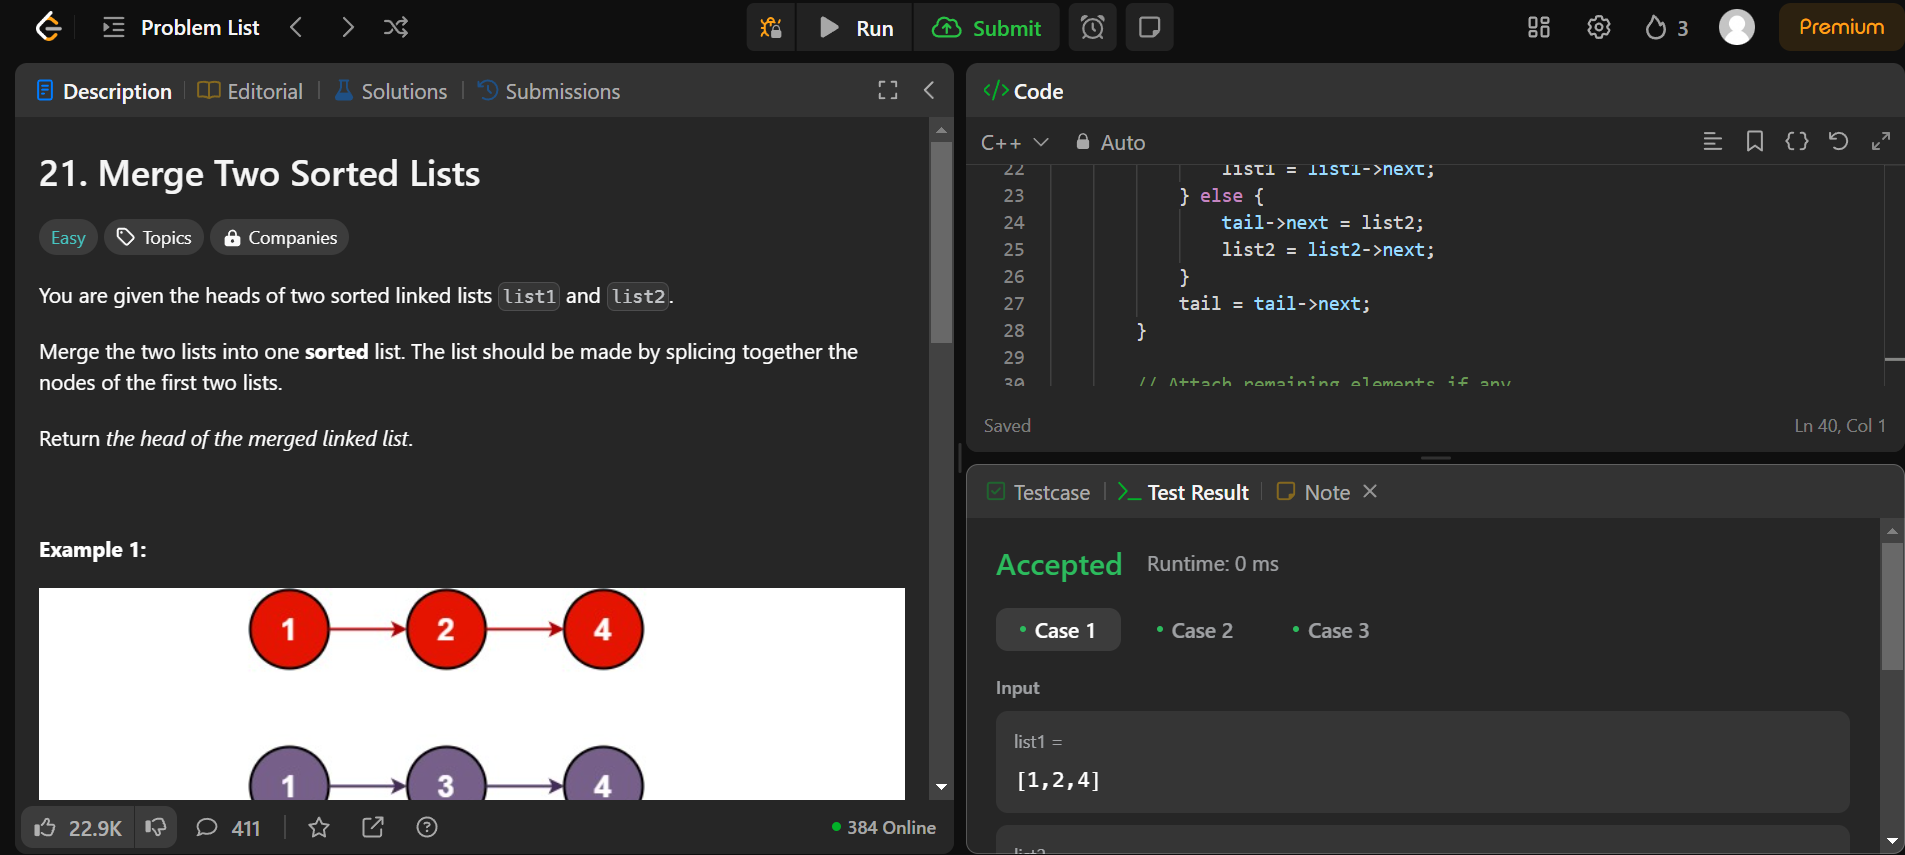 Problem List
Run
Submit
3
Premium
Description
Editorial
Solutions
Submissions
21. Merge Two Sorted Lists
Easy
Topics
Companies
You are given the heads of two sorted linked lists list1 and list2.
Merge the two lists into one sorted list. The list should be made by splicing together the
nodes of the first two lists.
Return the head of the merged linked list.
Example 1:
1
2
4
1
3
4
22.9K
411
384 Online
Code
C++
Auto
22 list1 = list1->next;
23 } else {
24 tail->next = list2;
25 list2 = list2->next;
26 }
27 tail = tail->next;
28 }
29
30 // Attach remaining elements if any
Saved
Ln 40, Col 1
Testcase
Test Result
Note
Accepted
Runtime: 0 ms
Case 1
Case 2
Case 3
Input
list1 =
[1,2,4]
list2